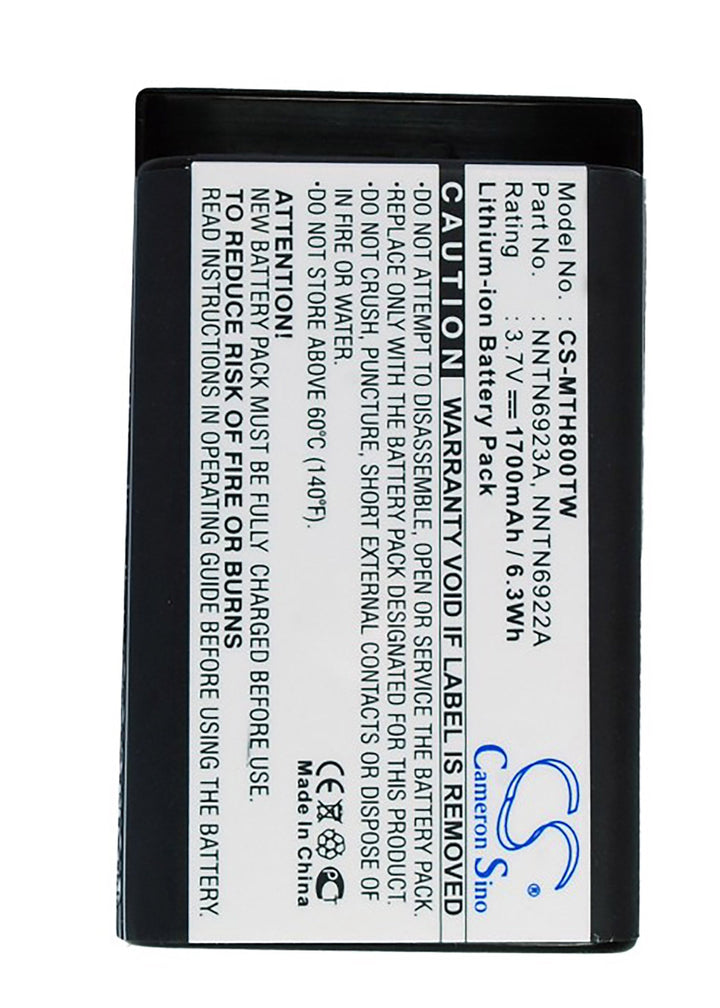 Model No. : CS-MTH800TW
Part No. : NNTN6923A, NNTN6922A
Rating : 3.7V 1700mAh / 6.3Wh
Lithium-ion Battery Pack
CS ®
Cameron Sino
CAUTION WARRANTY VOID IF LABEL IS REMOVED
•DO NOT ATTEMPT TO DISASSEMBLE, OPEN OR SERVICE THE BATTERY PACK.
•REPLACE ONLY WITH THE BATTERY PACK DESIGNATED FOR THIS PRODUCT.
•DO NOT CRUSH, PUNCTURE, SHORT EXTERNAL CONTACTS OR DISPOSE OF
IN FIRE OR WATER.
•DO NOT STORE ABOVE 60°C (140°F).
CE PCT
Made In China
ATTENTION!
NEW BATTERY PACK MUST BE FULLY CHARGED BEFORE USE.
TO REDUCE RISK OF FIRE OR BURNS
READ INSTRUCTIONS IN OPERATING GUIDE BEFORE USING THE BATTERY.